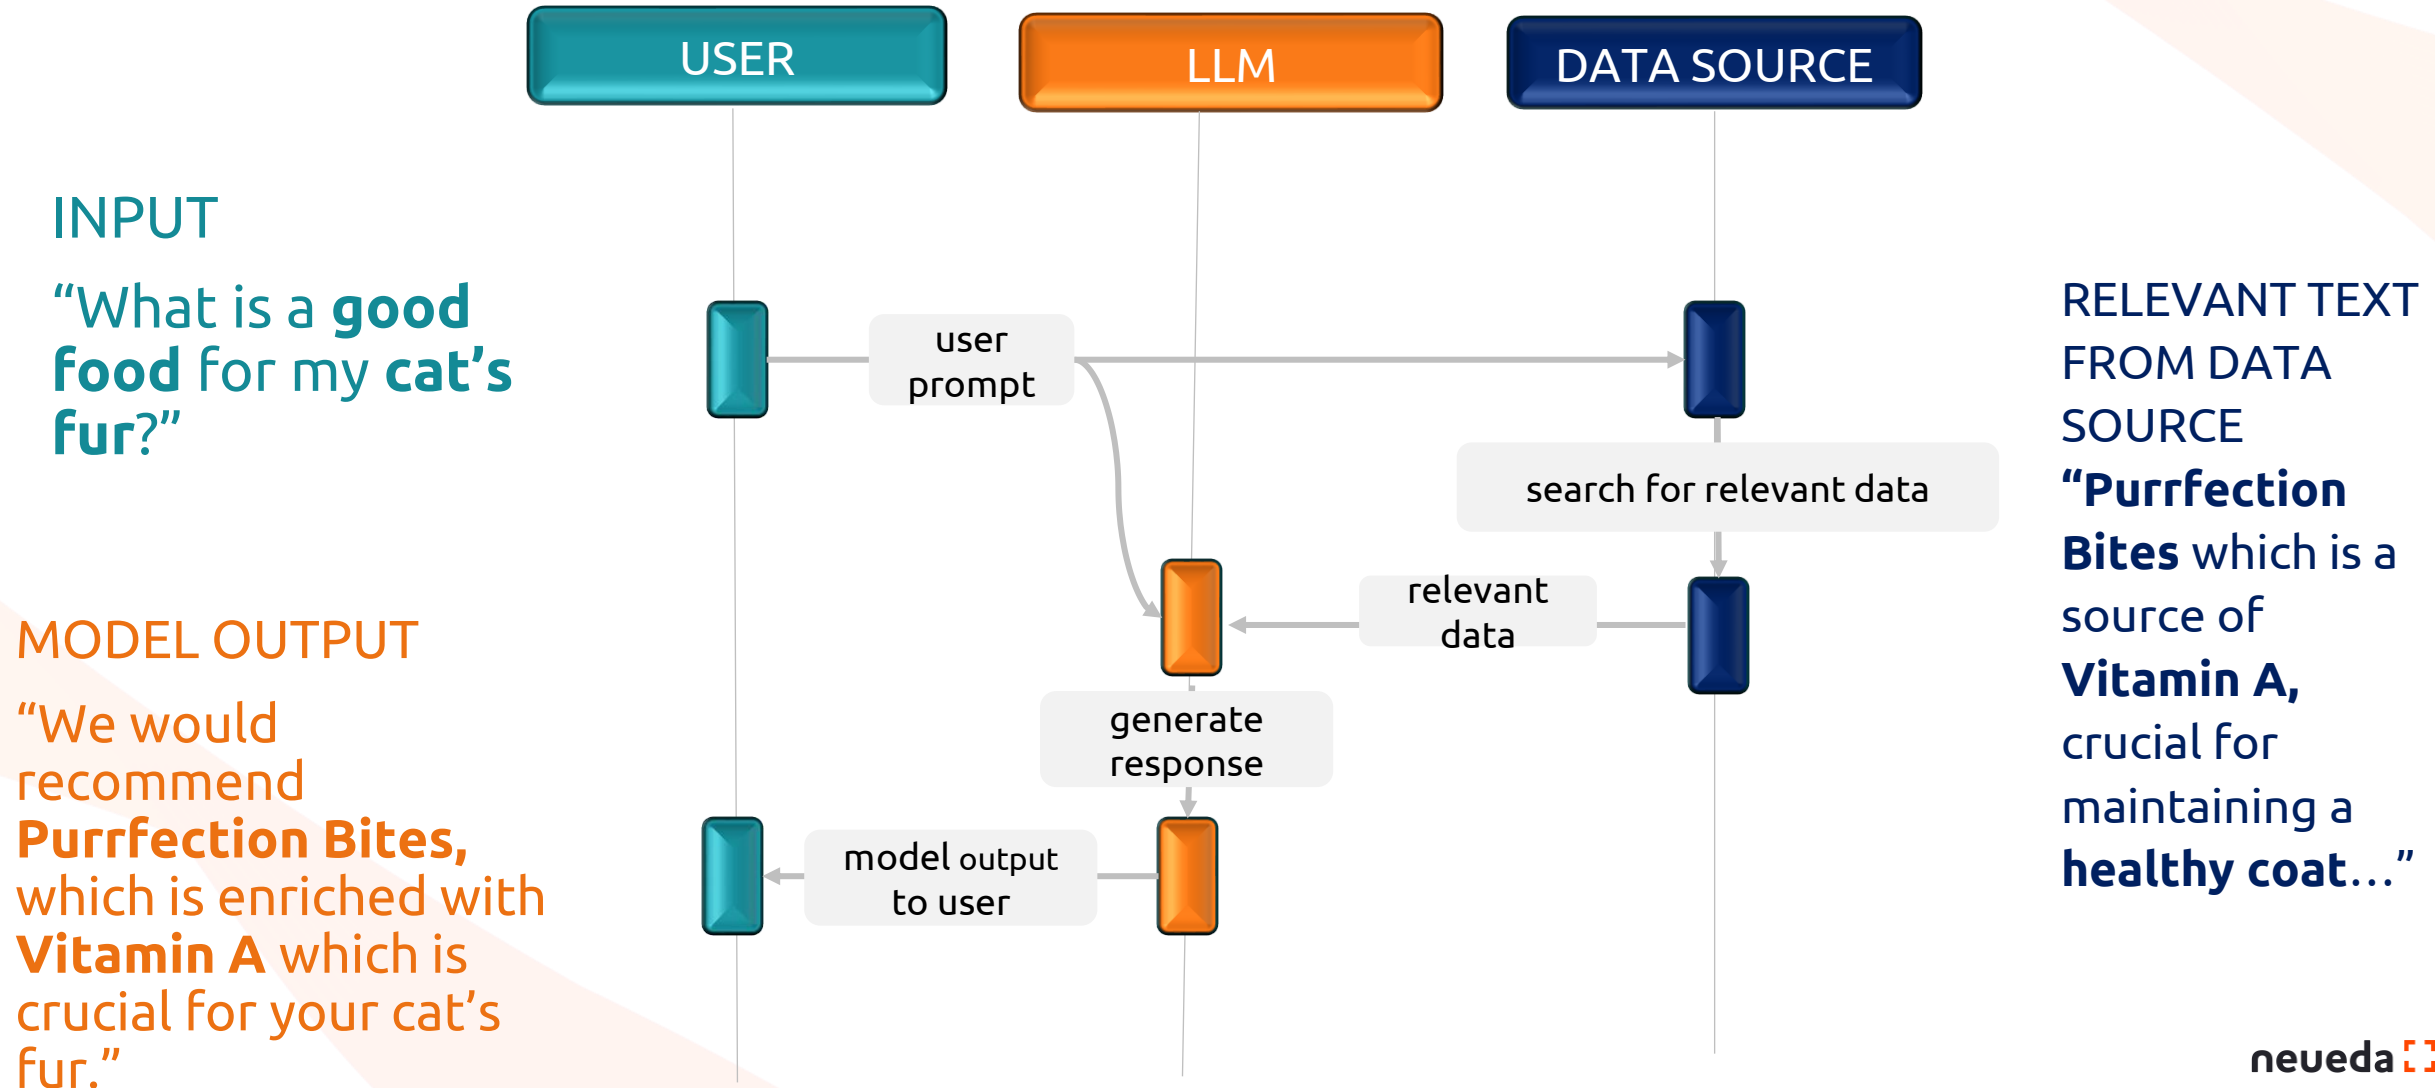 USER
LLM
DATA SOURCE
INPUT
“What is a good
food for my cat’s
fur?”
user
prompt
search for relevant data
relevant
data
generate
response
model output
to user
MODEL OUTPUT
“We would
recommend
Purrfection Bites,
which is enriched with
Vitamin A which is
crucial for your cat’s
fur.”
RELEVANT TEXT
FROM DATA
SOURCE
“Purrfection
Bites which is a
source of
Vitamin A,
crucial for
maintaining a
healthy coat…”
neueda